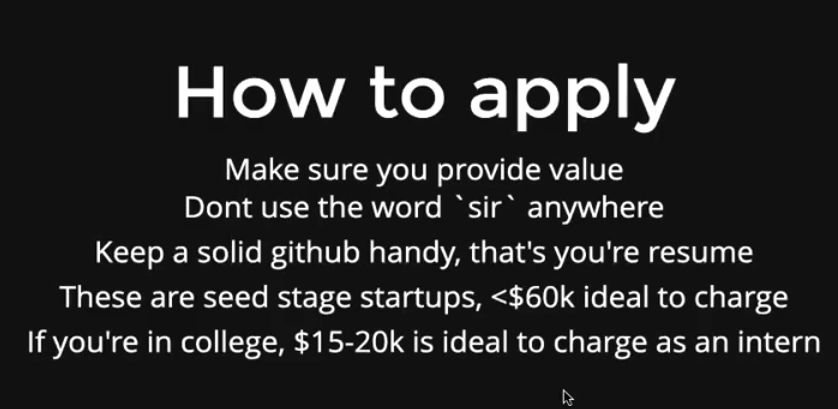 How to apply
Make sure you provide value
Dont use the word `sir` anywhere
Keep a solid github handy, that's you're resume
These are seed stage startups, <$60k ideal to charge
If you're in college, $15-20k is ideal to charge as an intern